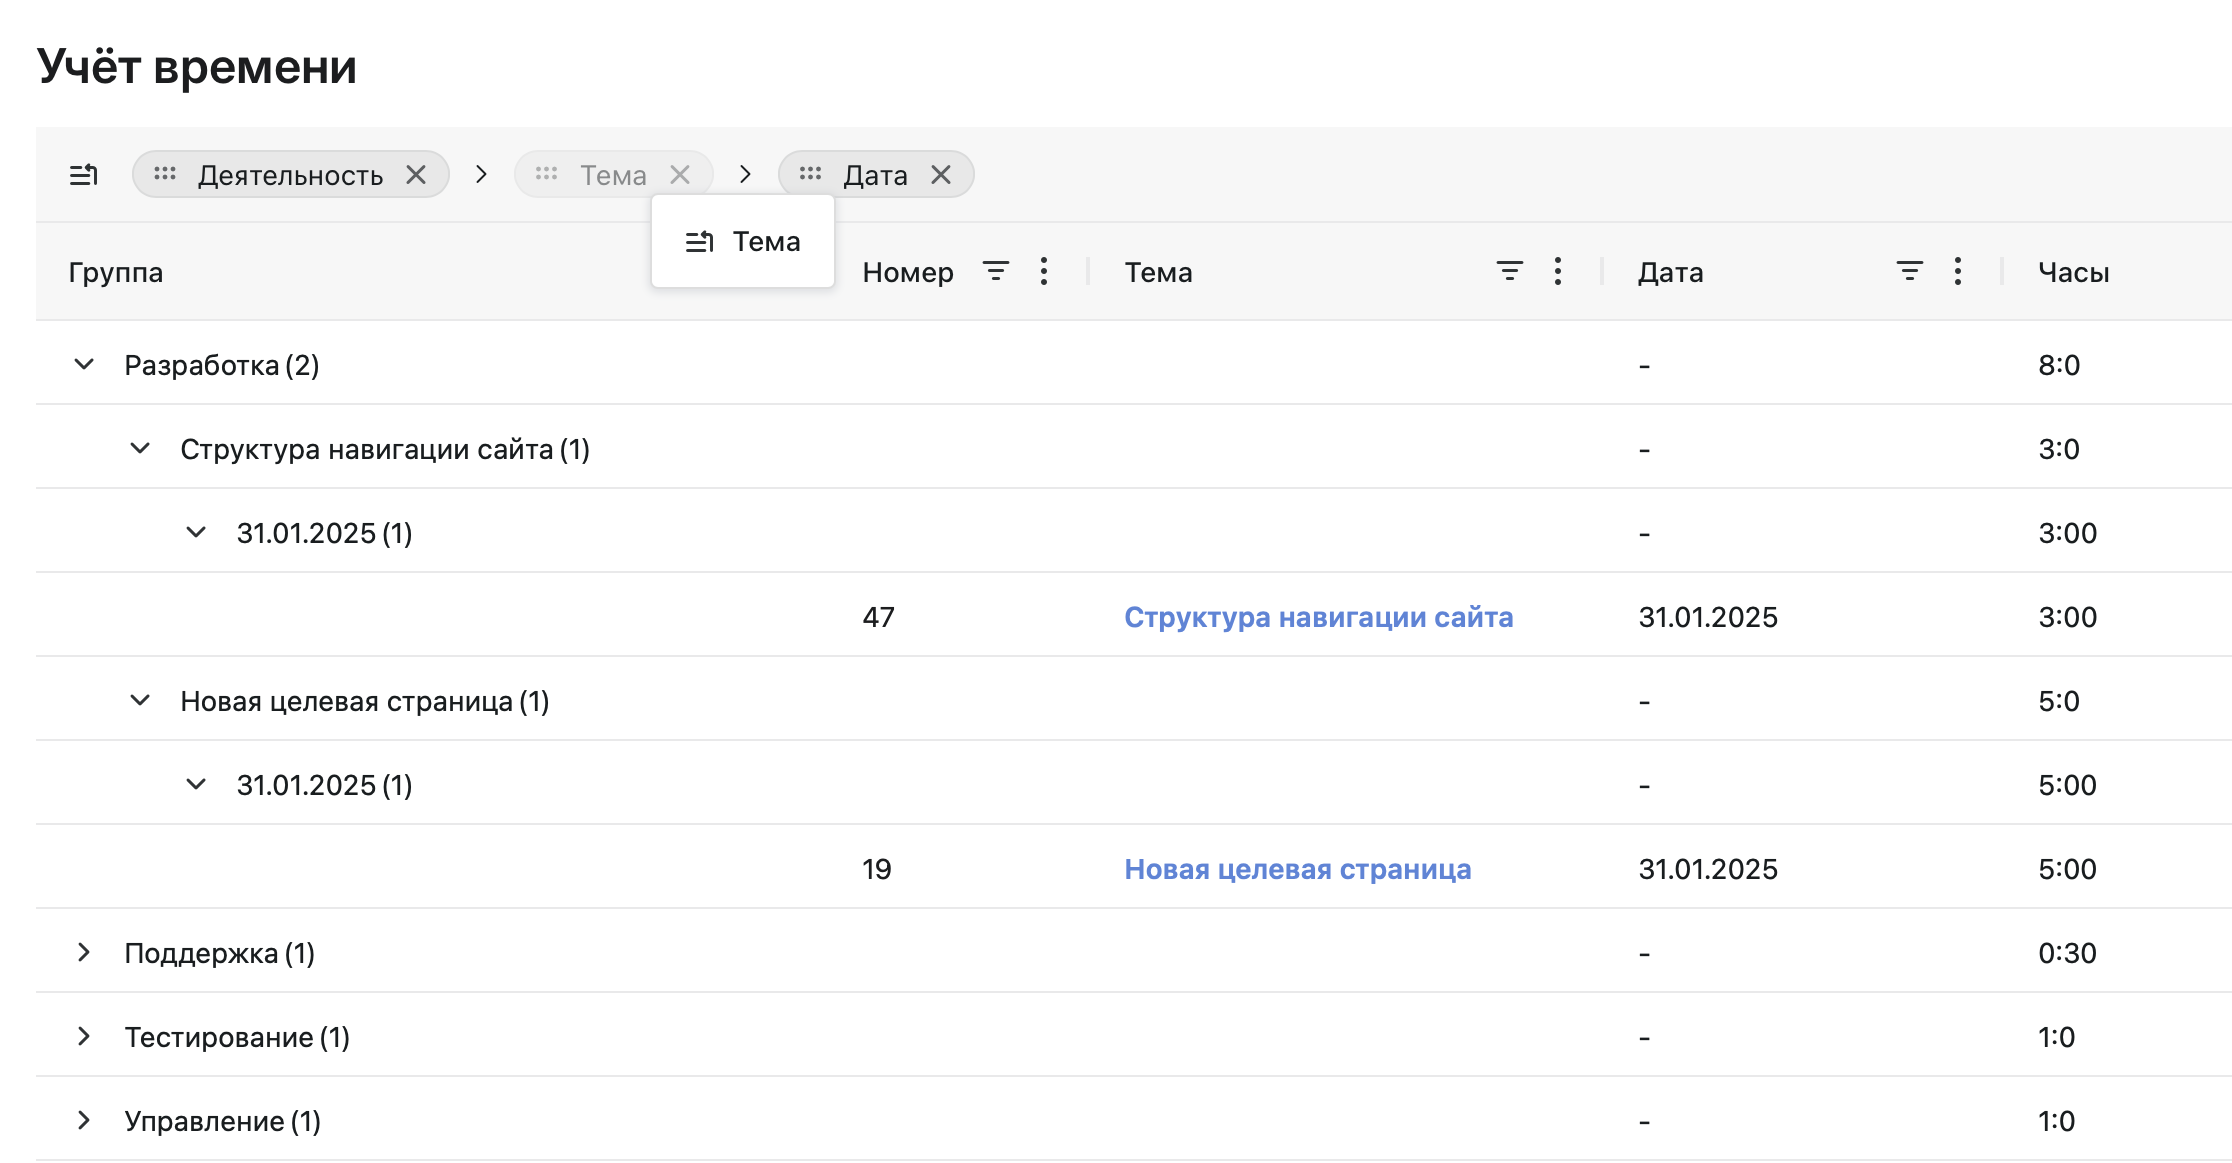 Учёт времени
Деятельность Тема Дата
Тема
Группа Номер Тема Дата Часы
Разработка (2) - 8:0
Структура навигации сайта (1) - 3:0
31.01.2025 (1) - 3:00
47 Структура навигации сайта 31.01.2025 3:00
Новая целевая страница (1) - 5:0
31.01.2025 (1) - 5:00
19 Новая целевая страница 31.01.2025 5:00
Поддержка (1) - 0:30
Тестирование (1) - 1:0
Управление (1) - 1:0